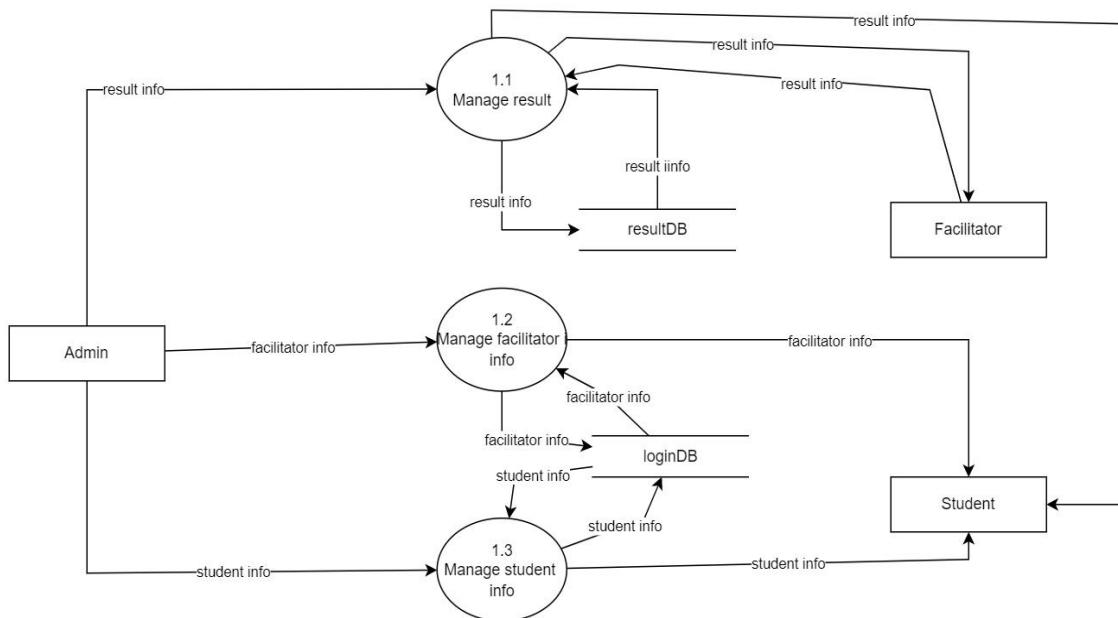 result info
result info
1.1
Manage result
result info
result info
result iinfo
result info
resultDB
Facilitator
1.2
Manage facilitator i
info
Admin
facilitator info
facilitator info
facilitator info
facilitator info
loginDB
student info
Student
student info
1.3
Manage student
info
student info
student info